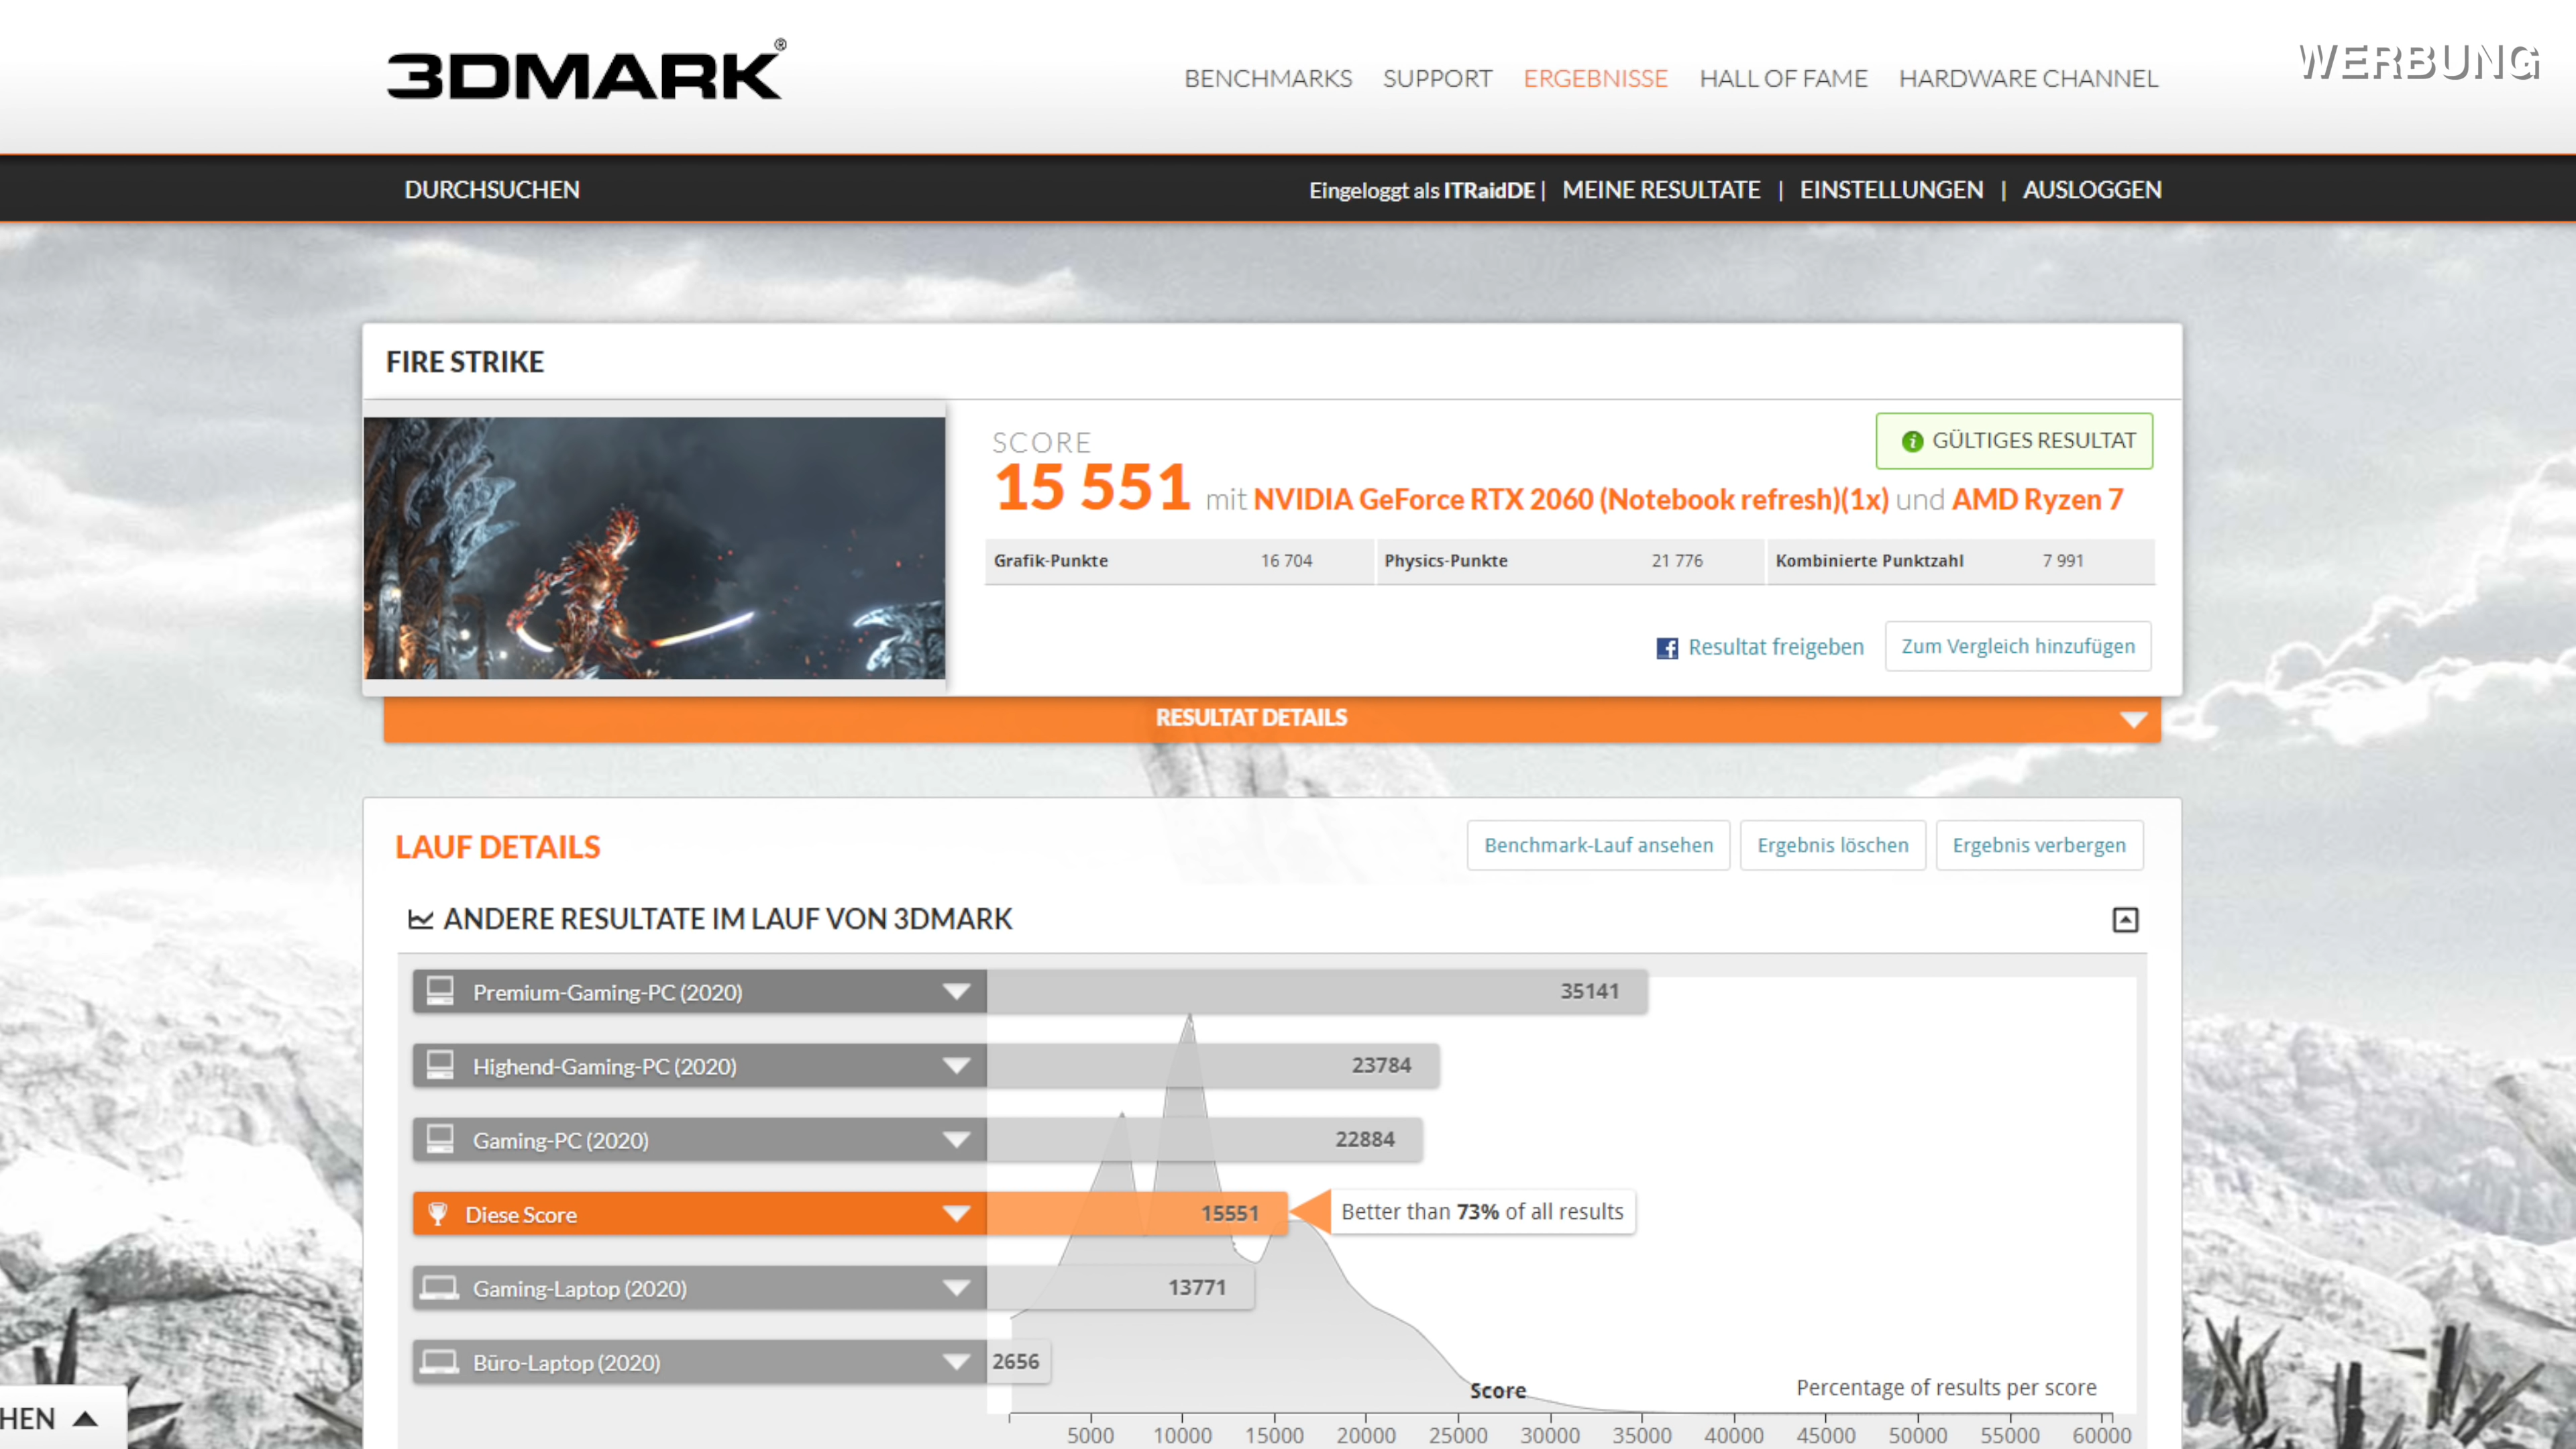 3DMARK®
BENCHMARKS SUPPORT ERGEBNISSE HALL OF FAME HARDWARE CHANNEL
WERBUNG
DURCHSUCHEN
Eingeloggt als ITRaidDE | MEINE RESULTATE | EINSTELLUNGEN | AUSLOGGEN
FIRE STRIKE
SCORE
GÜLTIGES RESULTAT
15 551 mit NVIDIA GeForce RTX 2060 (Notebook refresh)(1x) und AMD Ryzen 7
Grafik-Punkte 16 704 Physics-Punkte 21 776 Kombinierte Punktzahl 7 991
Resultat freigeben Zum Vergleich hinzufügen
RESULTAT DETAILS
LAUF DETAILS
Benchmark-Lauf ansehen Ergebnis löschen Ergebnis verbergen
ANDERE RESULTATE IM LAUF VON 3DMARK
Premium-Gaming-PC (2020) 35141
Highend-Gaming-PC (2020) 23784
Gaming-PC (2020) 22884
Diese Score 15551 Better than 73% of all results
Gaming-Laptop (2020) 13771
Büro-Laptop (2020) 2656
Score Percentage of results per score
HEN
5000 10000 15000 20000 25000 30000 35000 40000 45000 50000 55000 60000